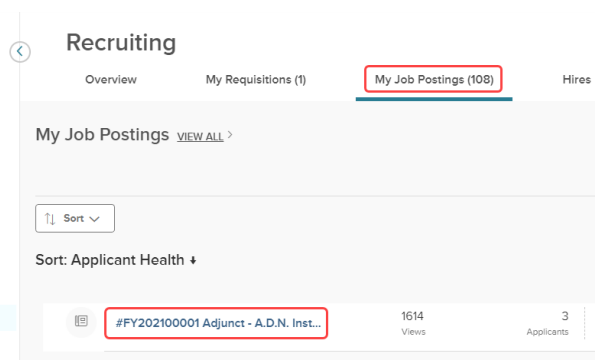 Recruiting
Overview My Requisitions (1) My Job Postings (108) Hires
My Job Postings VIEW ALL >
↑↓ Sort
Sort: Applicant Health ↓
#FY202100001 Adjunct - A.D.N. Inst... 1614 3
Views Applicants